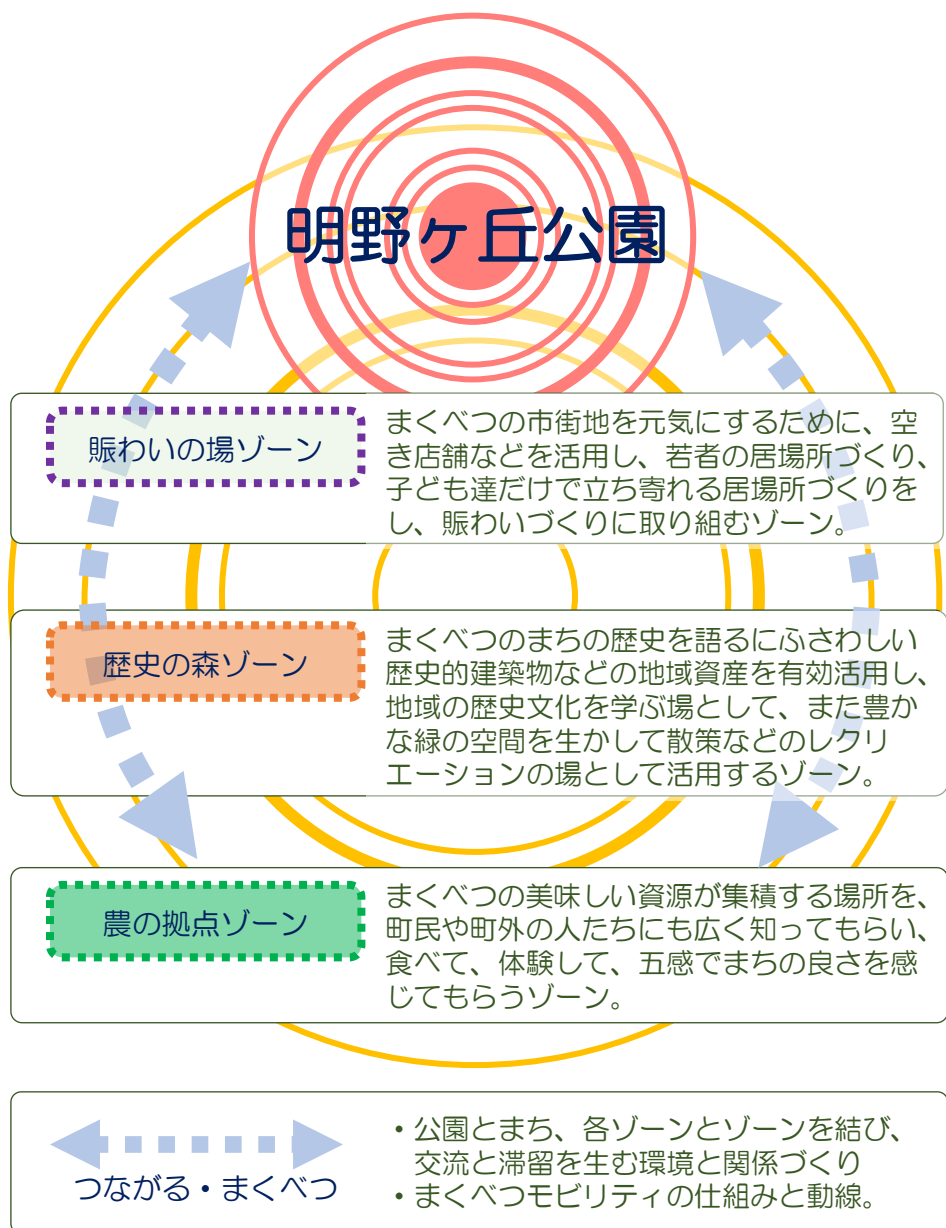 明野ヶ丘公園
賑わいの場ゾーン
まくべつの市街地を元気にするために、空
き店舗などを活用し、若者の居場所づくり、
子ども達だけで立ち寄れる居場所づくりを
し、賑わいづくりに取り組むゾーン。
歴史の森ゾーン
まくべつのまちの歴史を語るにふさわしい
歴史的建築物などの地域資産を有効活用し、
地域の歴史文化を学ぶ場として、また豊か
な緑の空間を生かして散策などのレクリ
エーションの場として活用するゾーン。
農の拠点ゾーン
まくべつの美味しい資源が集積する場所を、
町民や町外の人たちにも広く知ってもらい、
食べて、体験して、五感でまちの良さを感
じてもらうゾーン。
つながる・まくべつ
・公園とまち、各ゾーンとゾーンを結び、
交流と滞留を生む環境と関係づくり
・まくべつモビリティの仕組みと動線。